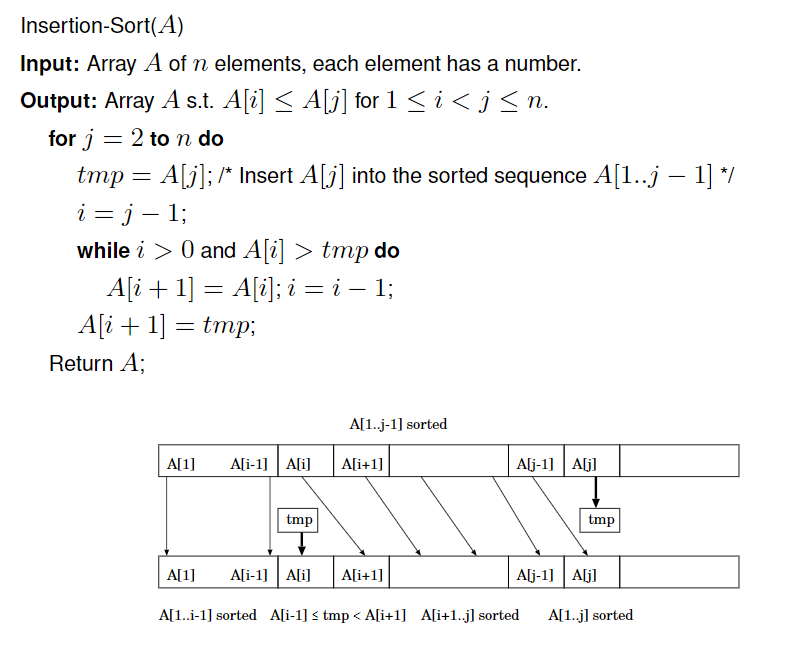 Insertion-Sort(A)
Input: Array A of n elements, each element has a number.
Output: Array A s.t. A[i] ≤ A[j] for 1 ≤ i < j ≤ n.
for j = 2 to n do
tmp = A[j]; /* Insert A[j] into the sorted sequence A[1..j − 1] */
i = j − 1;
while i > 0 and A[i] > tmp do
A[i + 1] = A[i]; i = i − 1;
A[i + 1] = tmp;
Return A;
A[1..j-1] sorted
A[1] A[i-1] A[i] A[i+1] A[j-1] A[j]
tmp tmp
A[1] A[i-1] A[i] A[i+1] A[j-1] A[j]
A[1..i-1] sorted A[i-1] ≤ tmp < A[i+1] A[i+1..j] sorted A[1..j] sorted